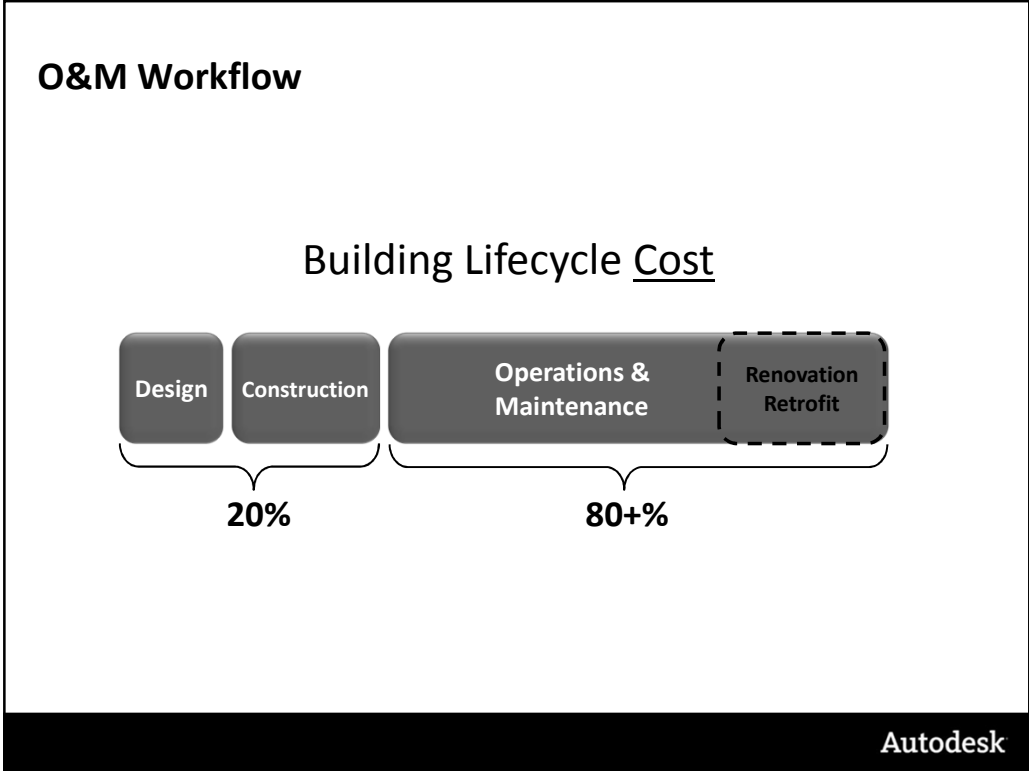 O&M Workflow
Building Lifecycle Cost
Design
Construction
Operations &
Maintenance
Renovation
Retrofit
20%
80+%
Autodesk